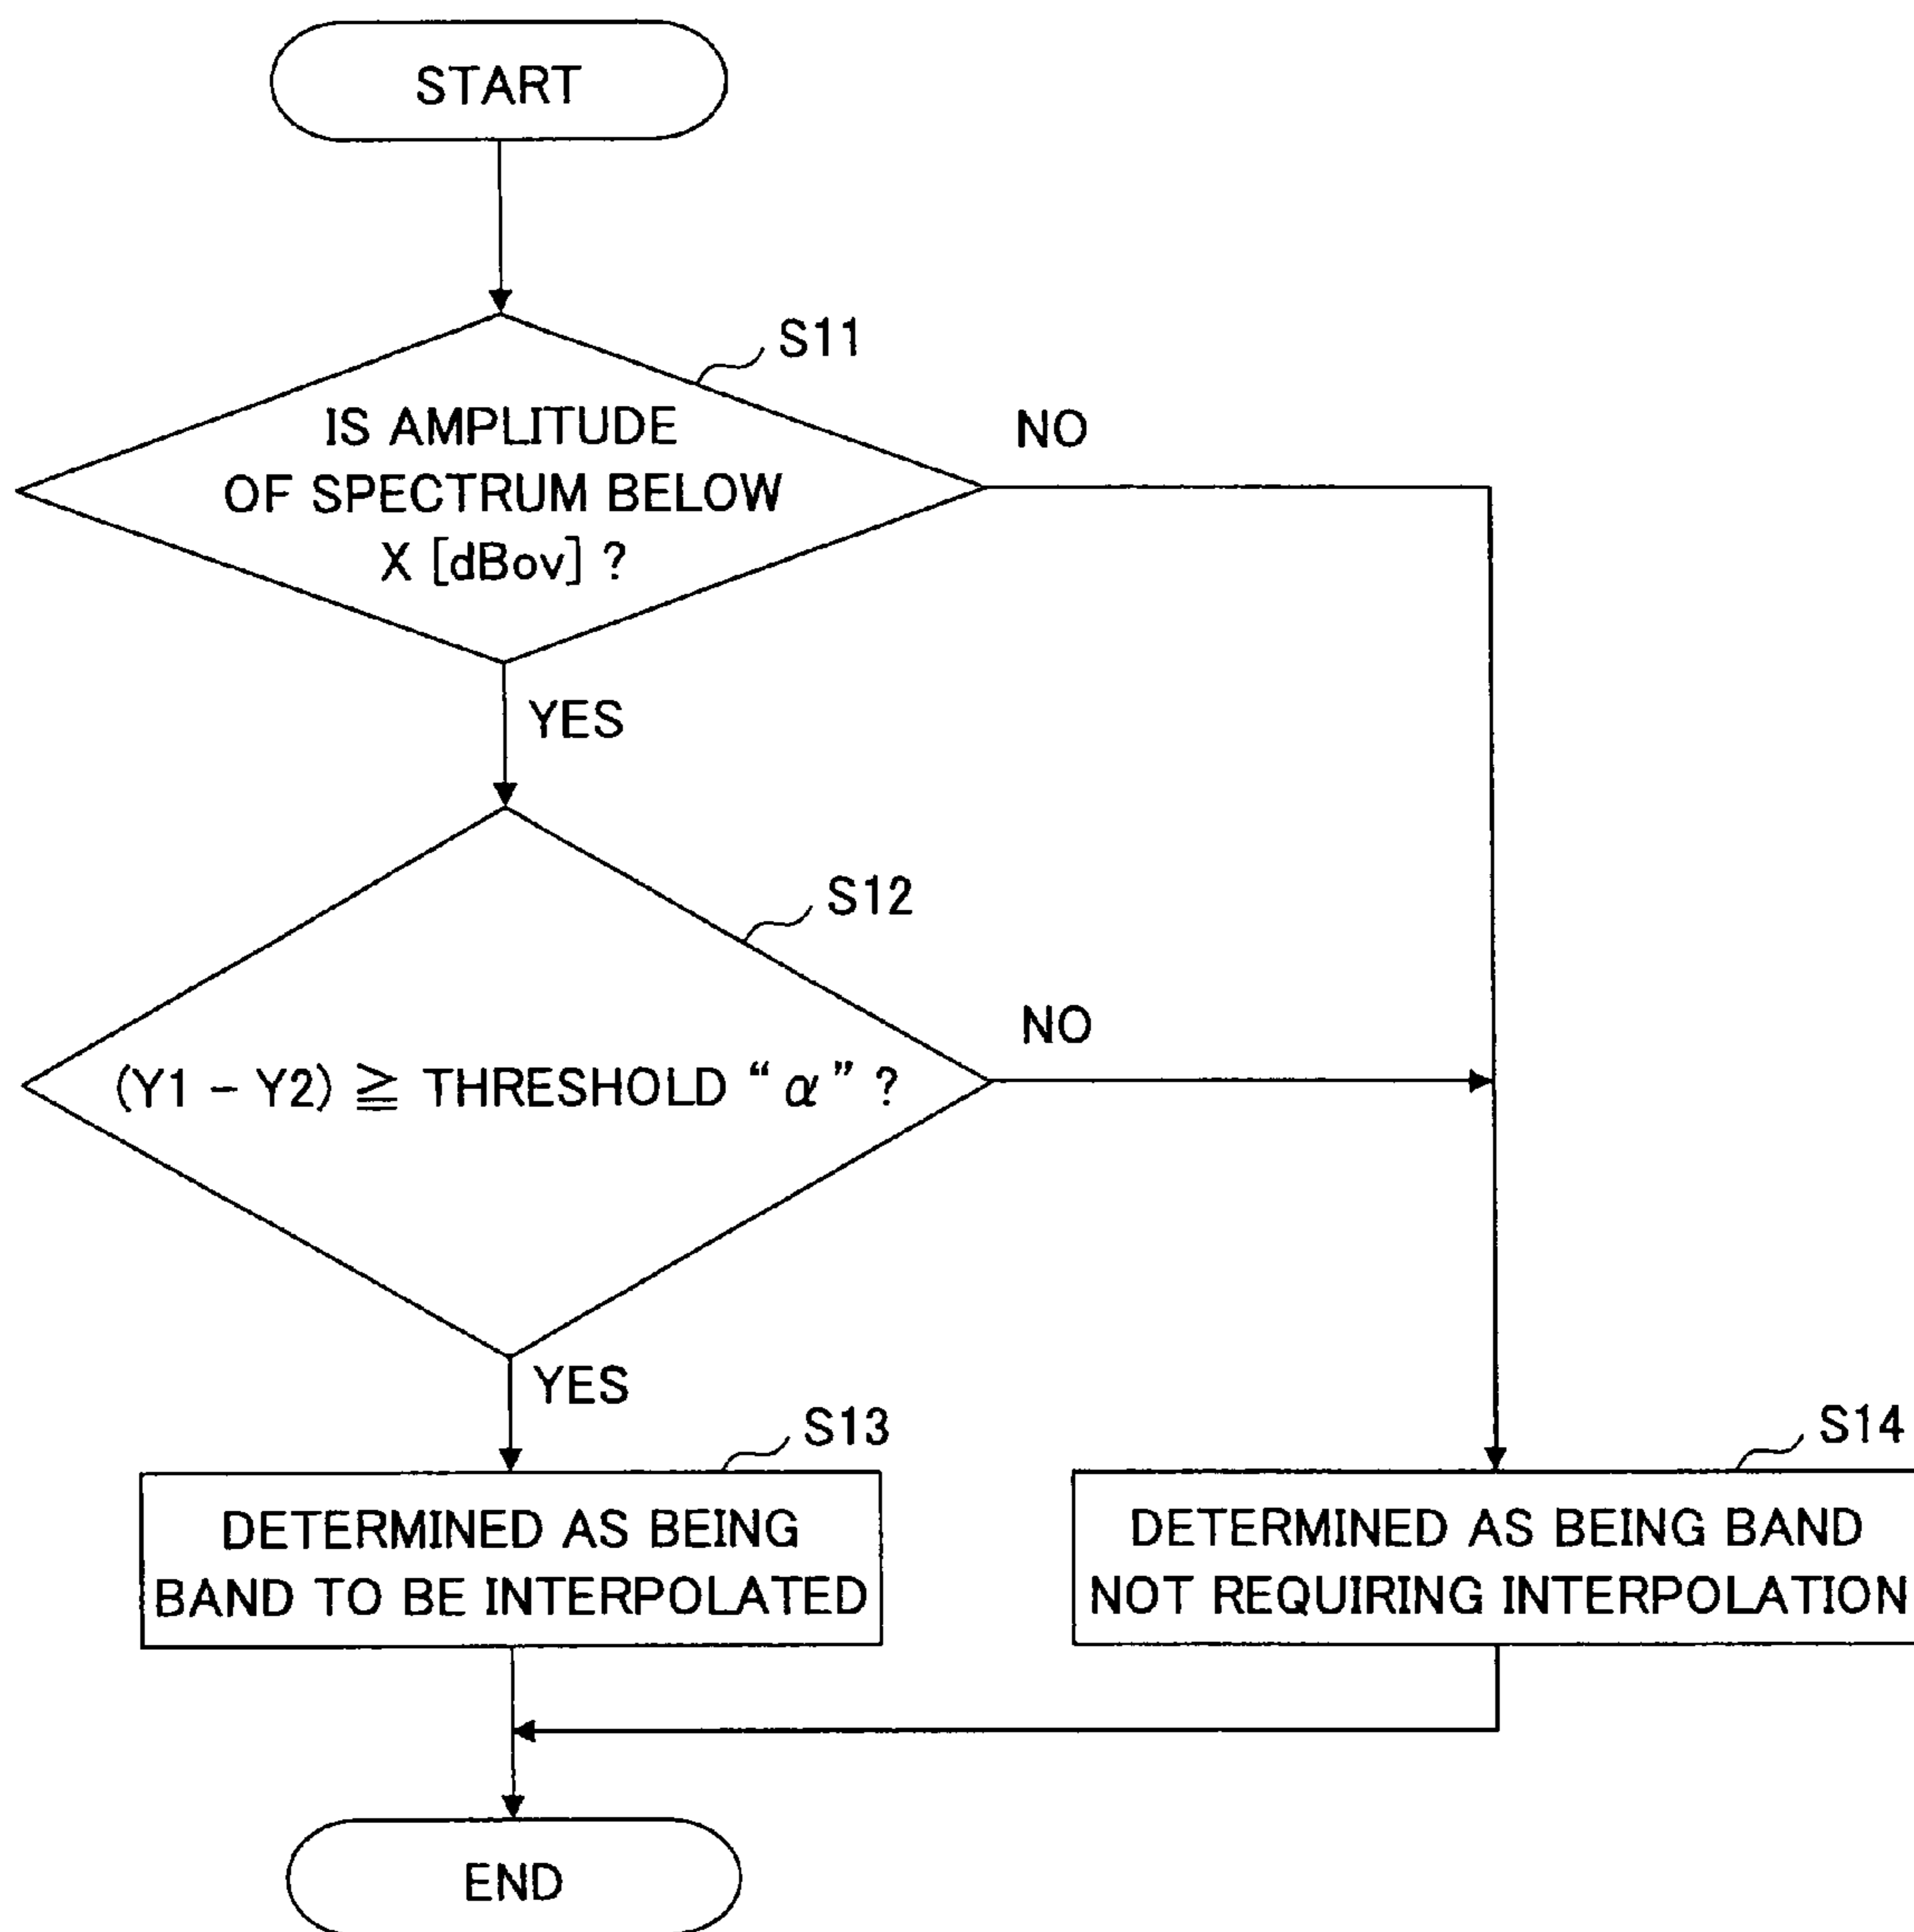 START
S11
IS AMPLITUDE
OF SPECTRUM BELOW
X [dBov] ?
NO
YES
S12
(Y1 − Y2) ≧ THRESHOLD “α” ?
NO
YES
S13
DETERMINED AS BEING
BAND TO BE INTERPOLATED
S14
DETERMINED AS BEING BAND
NOT REQUIRING INTERPOLATION
END